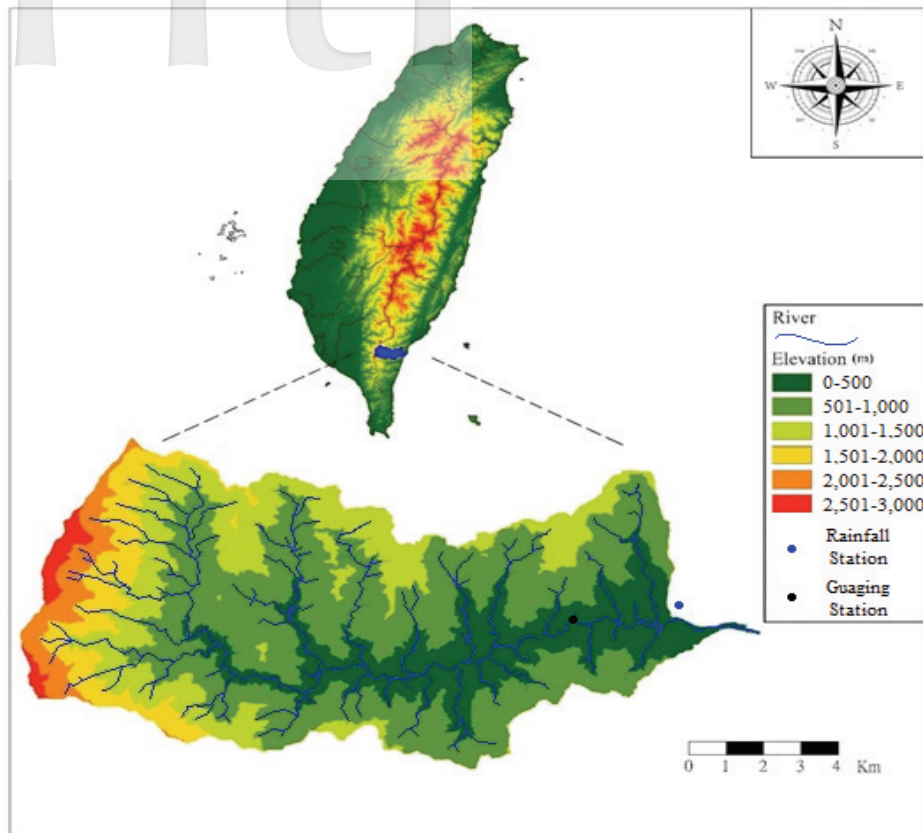 N
W
E
S
River
Elevation (m)
0-500
501-1,000
1,001-1,500
1,501-2,000
2,001-2,500
2,501-3,000
Rainfall
Station
Guaging
Station
0 1 2 3 4 Km